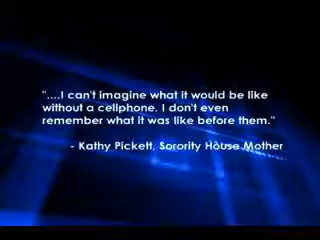 "....I can't imagine what it would be like
without a cellphone. I don't even
remember what it was like before them."
- Kathy Pickett, Sorority House Mother